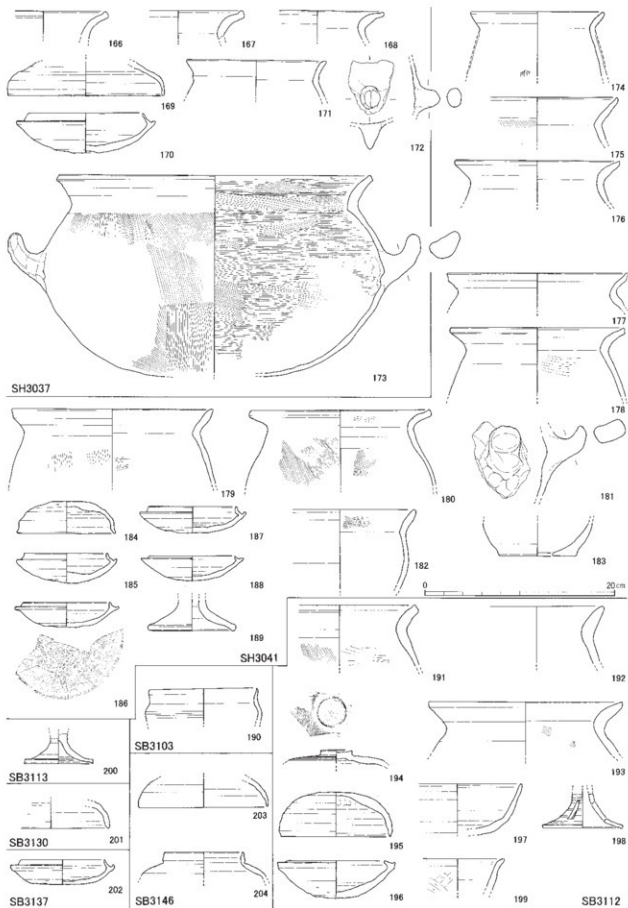 166 167 168
169 171 172 174
170 175
176
177
SH3037 173 178
179 180 181
184 187 182 183
185 188 0 20cm
186 189
SH3041 191 192
SB3103 190
194 193
SB3113 200
203 195 197 198
SB3130 201
202 204 196 199
SB3137 SB3146 SB3112